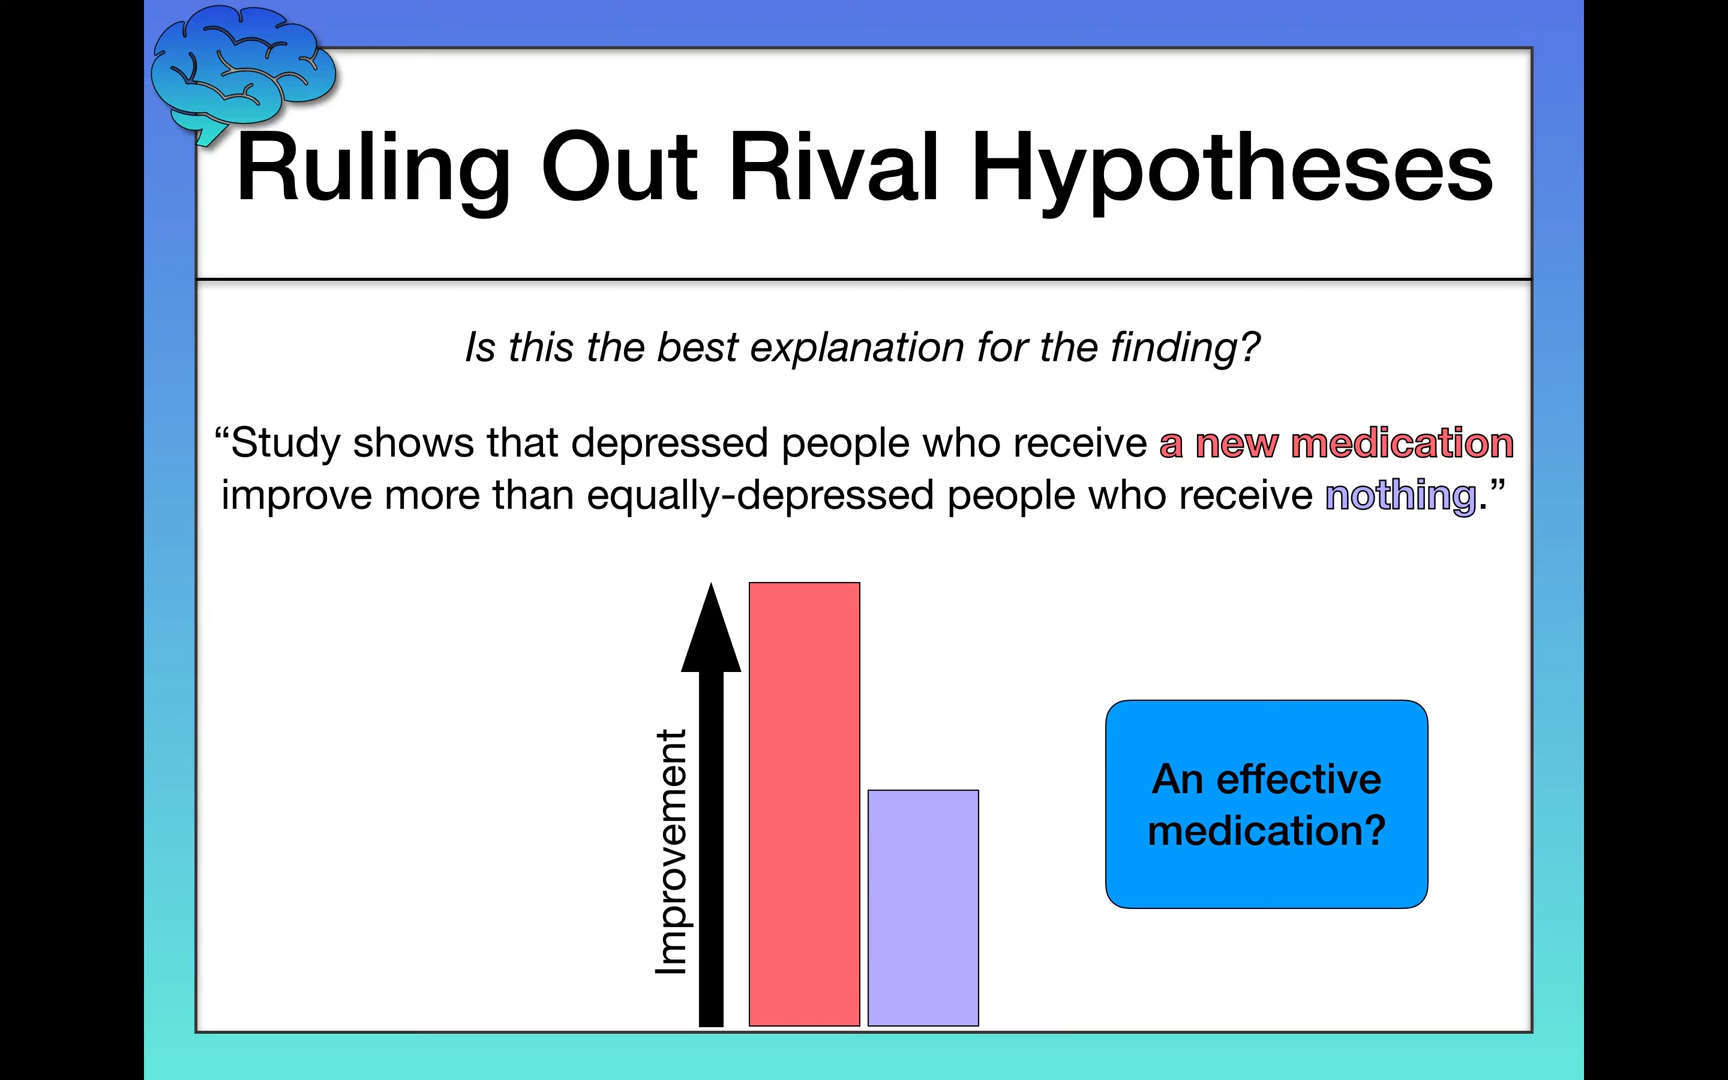 Ruling Out Rival Hypotheses
Is this the best explanation for the finding?
“Study shows that depressed people who receive a new medication
improve more than equally-depressed people who receive nothing.”
Improvement
An effective
medication?